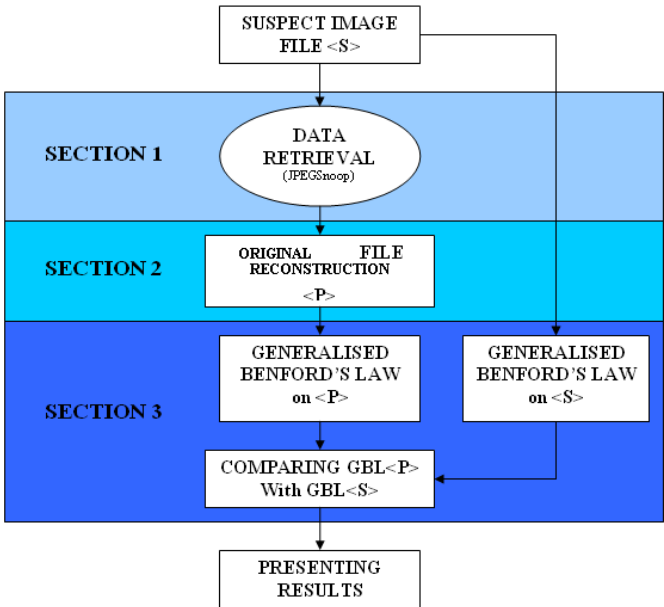 SUSPECT IMAGE
FILE <S>
SECTION 1
DATA
RETRIEVAL
(JPEGSnoop)
SECTION 2
ORIGINAL FILE
RECONSTRUCTION
<P>
SECTION 3
GENERALISED
BENFORD'S LAW
on <P>
GENERALISED
BENFORD'S LAW
on <S>
COMPARING GBL<P>
With GBL<S>
PRESENTING
RESULTS